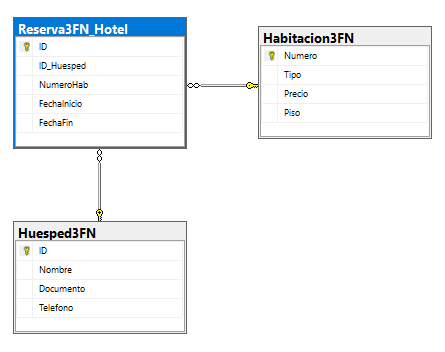 Reserva3FN_Hotel
ID
ID_Huesped
NumeroHab
FechaInicio
FechaFin
Habitacion3FN
Numero
Tipo
Precio
Piso
Huesped3FN
ID
Nombre
Documento
Telefono